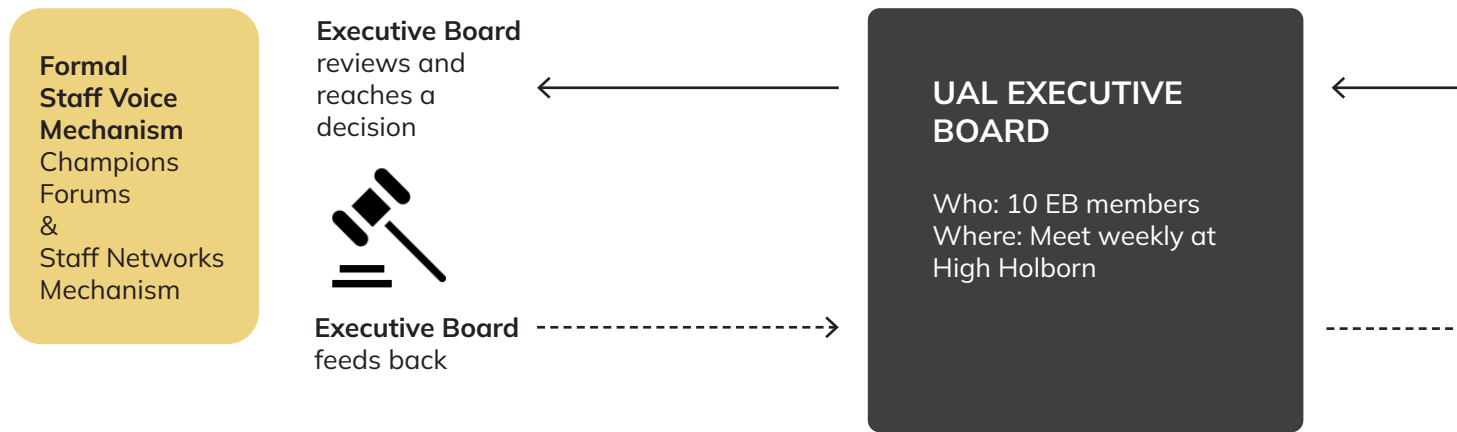 Formal
Staff Voice
Mechanism
Champions
Forums
&
Staff Networks
Mechanism
Executive Board
reviews and
reaches a
decision
Executive Board
feeds back
UAL EXECUTIVE
BOARD
Who: 10 EB members
Where: Meet weekly at
High Holborn